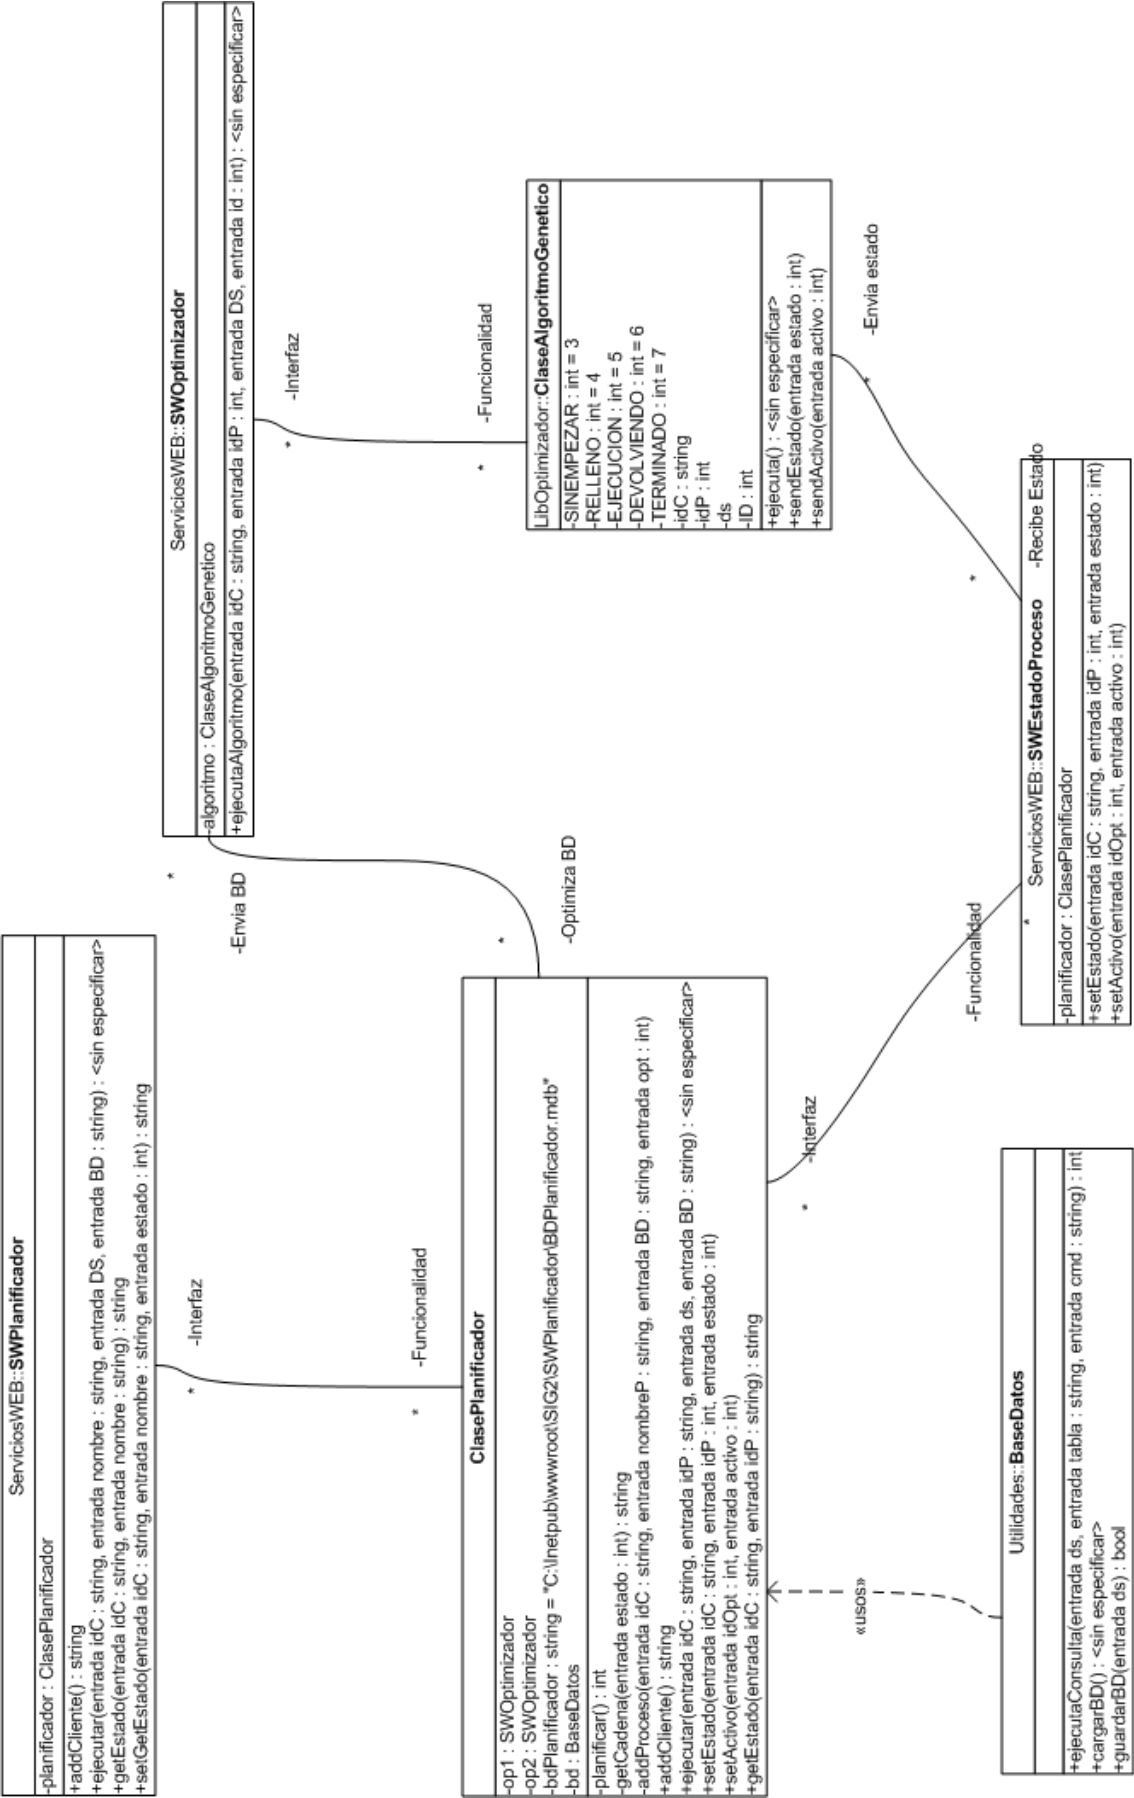 ServiciosWEB::SWPlanificador
-planificador : ClasePlanificador
+addCliente() : string
+ejecutar(entrada idC : string, entrada nombre : string, entrada DS, entrada BD : string) : <sin especificar>
+getEstado(entrada idC : string, entrada nombre : string) : string
+setGetEstado(entrada idC : string, entrada nombre : string, entrada estado : int) : string
-Interfaz
*
-Funcionalidad
*
ServiciosWEB::SWOptimizador
-algoritmo : ClaseAlgoritmoGenetico
+ejecutaAlgoritmo(entrada idC : string, entrada idP : int, entrada DS, entrada id : int) : <sin especificar>
*
-Envia BD
*
-Optimiza BD
-Interfaz
*
-Funcionalidad
*
ClasePlanificador
-op1 : SWOptimizador
-op2 : SWOptimizador
-bdPlanificador : string = "C:\Inetpub\wwwroot\SIG2\SWPlanificador\BDPlanificador.mdb"
-bd : BaseDatos
-planificar() : int
-getCadena(entrada estado : int) : string
-addProceso(entrada idC : string, entrada nombreP : string, entrada BD : string, entrada opt : int)
+addCliente() : string
+ejecutar(entrada idC : string, entrada idP : string, entrada ds, entrada BD : string) : <sin especificar>
+setEstado(entrada idC : string, entrada idP : int, entrada estado : int)
+setActivo(entrada idOpt : int, entrada activo : int)
+getEstado(entrada idC : string, entrada idP : string) : string
LibOptimizador::ClaseAlgoritmoGenetico
-SINEMPEZAR : int = 3
-RELLENO : int = 4
-EJECUCION : int = 5
-DEVOLVIENDO : int = 6
-TERMINADO : int = 7
-idC : string
-idP : int
-ds
-ID : int
+ejecuta() : <sin especificar>
+sendEstado(entrada estado : int)
+sendActivo(entrada activo : int)
-Interfaz
*
-Funcionalidad
*
-Envia estado
*
-Recibe Estado
*
«usos»
Utilidades::BaseDatos
+ejecutaConsulta(entrada ds, entrada tabla : string, entrada cmd : string) : int
+cargarBD() : <sin especificar>
+guardarBD(entrada ds) : bool
ServiciosWEB::SWEstadoProceso
-planificador : ClasePlanificador
+setEstado(entrada idC : string, entrada idP : int, entrada estado : int)
+setActivo(entrada idOpt : int, entrada activo : int)